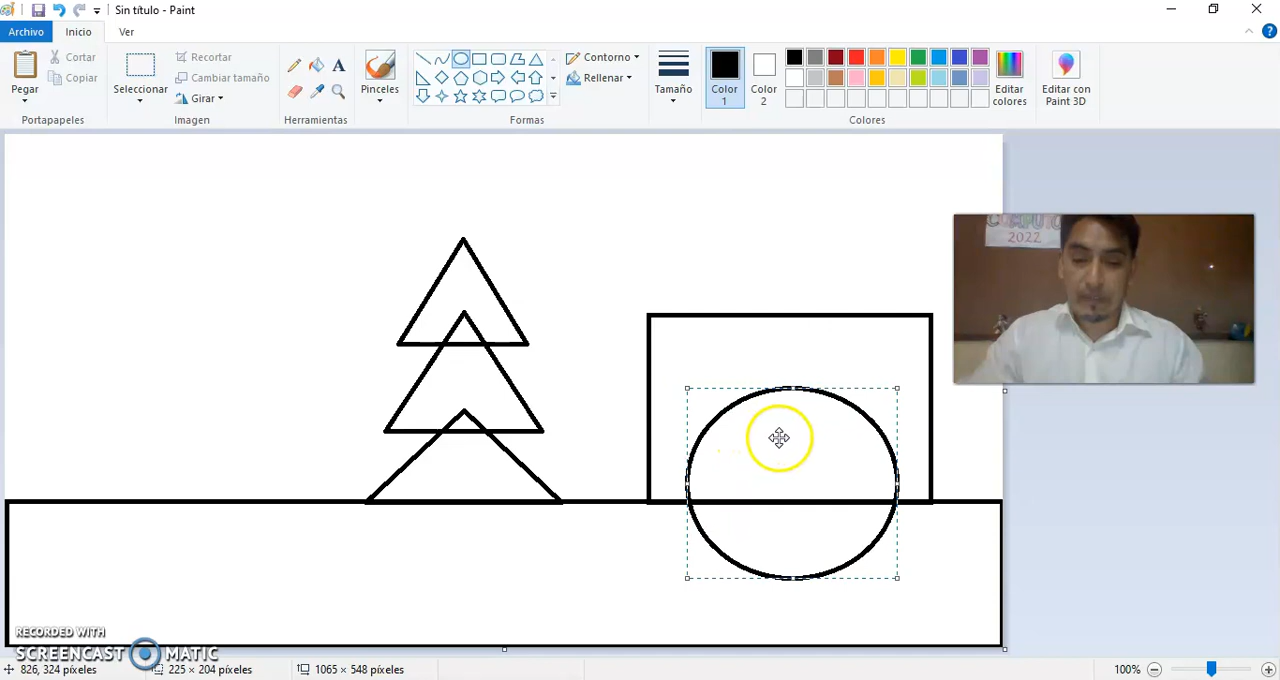 Sin título - Paint
Archivo Inicio Ver
Pegar
Cortar
Copiar
Portapapeles
Seleccionar
Recortar
Cambiar tamaño
Girar
Imagen
A
Herramientas
Pinceles
Contorno
Rellenar
Formas
Tamaño
Color
1
Color
2
Editar
colores
Colores
Editar con
Paint 3D
COMPUTO
2022
RECORDED WITH
SCREENCAST MATIC
826, 324 píxeles 225 × 204 píxeles 1065 × 548 píxeles 100%